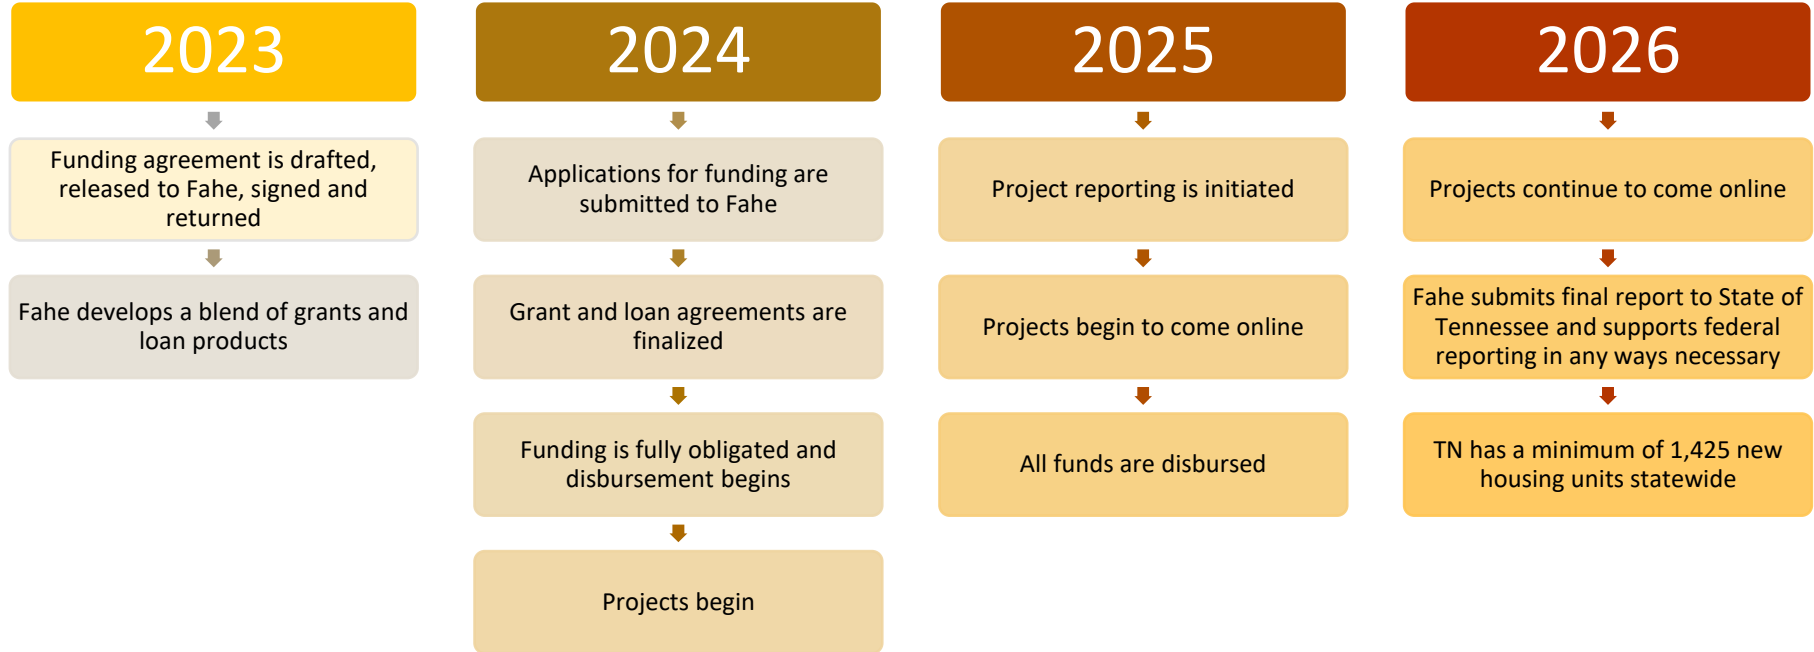 2023
Funding agreement is drafted,
released to Fahe, signed and
returned
Fahe develops a blend of grants and
loan products
2024
Applications for funding are
submitted to Fahe
Grant and loan agreements are
finalized
Funding is fully obligated and
disbursement begins
Projects begin
2025
Project reporting is initiated
Projects begin to come online
All funds are disbursed
2026
Projects continue to come online
Fahe submits final report to State of
Tennessee and supports federal
reporting in any ways necessary
TN has a minimum of 1,425 new
housing units statewide